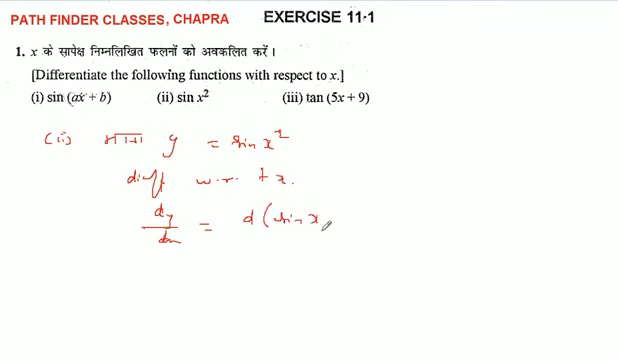 PATH FINDER CLASSES, CHAPRA EXERCISE 11·1
1. x के सापेक्ष निम्नलिखित फलनों को अवकलित करें।
[Differentiate the following functions with respect to x.]
(i) sin (ax + b) (ii) sin x² (iii) tan (5x + 9)
(ii) माना y = sin x²
diff w.r. t x.
dy/dx = d (sin x